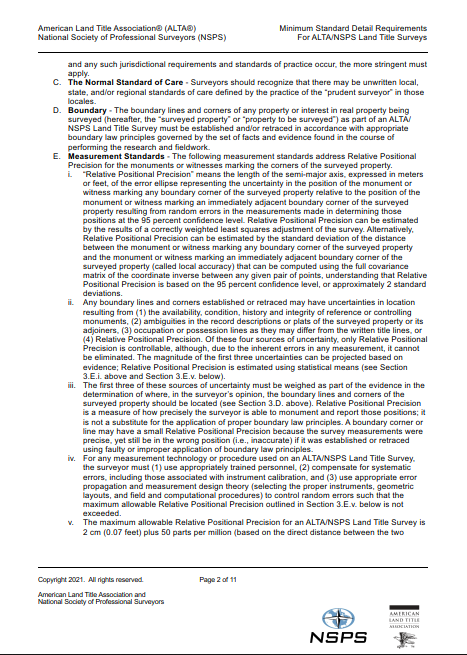 American Land Title Association® (ALTA®)
National Society of Professional Surveyors (NSPS)
Minimum Standard Detail Requirements
For ALTA/NSPS Land Title Surveys
and any such jurisdictional requirements and standards of practice occur, the more stringent must
apply.
C. The Normal Standard of Care - Surveyors should recognize that there may be unwritten local,
state, and/or regional standards of care defined by the practice of the “prudent surveyor” in those
locales.
D. Boundary - The boundary lines and corners of any property or interest in real property being
surveyed (hereafter, the “surveyed property” or “property to be surveyed”) as part of an ALTA/
NSPS Land Title Survey must be established and/or retraced in accordance with appropriate
boundary law principles governed by the set of facts and evidence found in the course of
performing the research and fieldwork.
E. Measurement Standards - The following measurement standards address Relative Positional
Precision for the monuments or witnesses marking the corners of the surveyed property.
i. “Relative Positional Precision” means the length of the semi-major axis, expressed in meters
or feet, of the error ellipse representing the uncertainty in the position of the monument or
witness marking any boundary corner of the surveyed property relative to the position of the
monument or witness marking an immediately adjacent boundary corner of the surveyed
property resulting from random errors in the measurements made in determining those
positions at the 95 percent confidence level. Relative Positional Precision can be estimated
by the results of a correctly weighted least squares adjustment of the survey. Alternatively,
Relative Positional Precision can be estimated by the standard deviation of the distance
between the monument or witness marking any boundary corner of the surveyed property
and the monument or witness marking an immediately adjacent boundary corner of the
surveyed property (called local accuracy) that can be computed using the full covariance
matrix of the coordinate inverse between any given pair of points, understanding that Relative
Positional Precision is based on the 95 percent confidence level, or approximately 2 standard
deviations.
ii. Any boundary lines and corners established or retraced may have uncertainties in location
resulting from (1) the availability, condition, history and integrity of reference or controlling
monuments, (2) ambiguities in the record descriptions or plats of the surveyed property or its
adjoiners, (3) occupation or possession lines as they may differ from the written title lines, or
(4) Relative Positional Precision. Of these four sources of uncertainty, only Relative Positional
Precision is controllable, although, due to the inherent errors in any measurement, it cannot
be eliminated. The magnitude of the first three uncertainties can be projected based on
evidence; Relative Positional Precision is estimated using statistical means (see Section
3.E.i. above and Section 3.E.v. below).
iii. The first three of these sources of uncertainty must be weighed as part of the evidence in the
determination of where, in the surveyor’s opinion, the boundary lines and corners of the
surveyed property should be located (see Section 3.D. above). Relative Positional Precision
is a measure of how precisely the surveyor is able to monument and report those positions; it
is not a substitute for the application of proper boundary law principles. A boundary corner or
line may have a small Relative Positional Precision because the survey measurements were
precise, yet still be in the wrong position (i.e., inaccurate) if it was established or retraced
using faulty or improper application of boundary law principles.
iv. For any measurement technology or procedure used on an ALTA/NSPS Land Title Survey,
the surveyor must (1) use appropriately trained personnel, (2) compensate for systematic
errors, including those associated with instrument calibration, and (3) use appropriate error
propagation and measurement design theory (selecting the proper instruments, geometric
layouts, and field and computational procedures) to control random errors such that the
maximum allowable Relative Positional Precision outlined in Section 3.E.v. below is not
exceeded.
v. The maximum allowable Relative Positional Precision for an ALTA/NSPS Land Title Survey is
2 cm (0.07 feet) plus 50 parts per million (based on the direct distance between the two
Copyright 2021. All rights reserved.
Page 2 of 11
American Land Title Association and
National Society of Professional Surveyors
NSPS
AMERICAN
LAND TITLE
ASSOCIATION